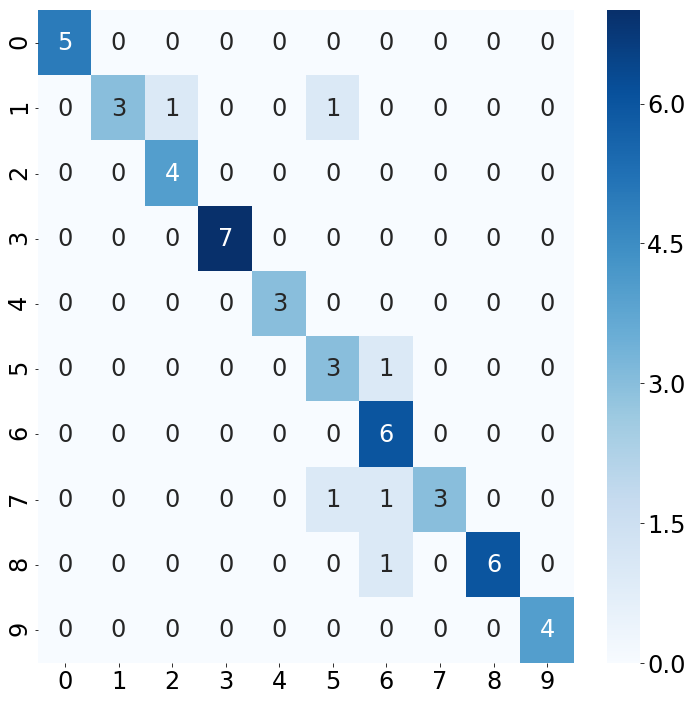 0 5 0 0 0 0 0 0 0 0 0
1 0 3 1 0 0 1 0 0 0 0
2 0 0 4 0 0 0 0 0 0 0
3 0 0 0 7 0 0 0 0 0 0
4 0 0 0 0 3 0 0 0 0 0
5 0 0 0 0 0 3 1 0 0 0
6 0 0 0 0 0 0 6 0 0 0
7 0 0 0 0 0 1 1 3 0 0
8 0 0 0 0 0 0 1 0 6 0
9 0 0 0 0 0 0 0 0 0 4
0 1 2 3 4 5 6 7 8 9
6.0
4.5
3.0
1.5
0.0